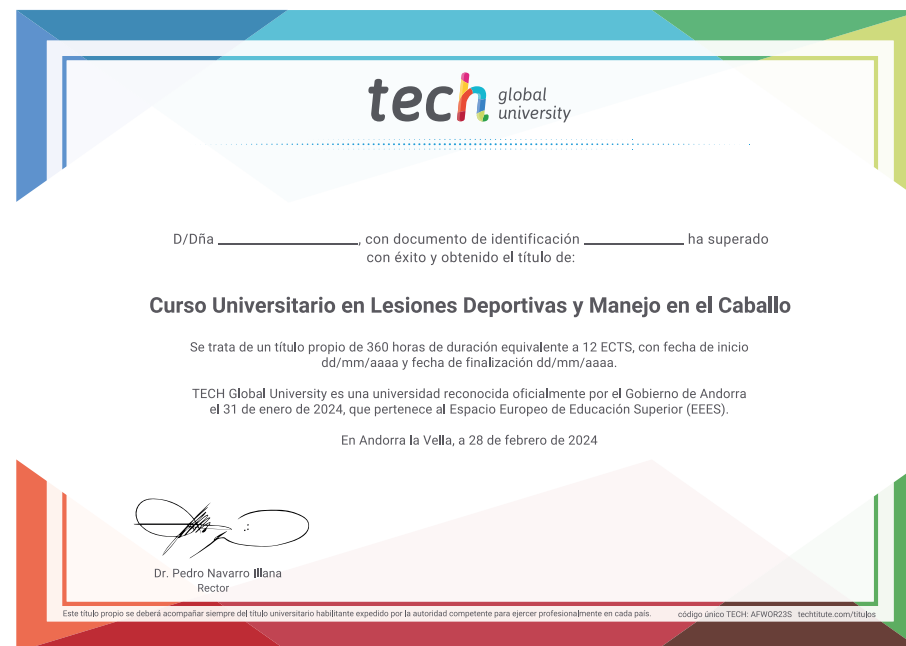 tech global
university
D/Dña ______________, con documento de identificación __________ ha superado
con éxito y obtenido el título de:
Curso Universitario en Lesiones Deportivas y Manejo en el Caballo
Se trata de un título propio de 360 horas de duración equivalente a 12 ECTS, con fecha de inicio
dd/mm/aaaa y fecha de finalización dd/mm/aaaa.
TECH Global University es una universidad reconocida oficialmente por el Gobierno de Andorra
el 31 de enero de 2024, que pertenece al Espacio Europeo de Educación Superior (EEES).
En Andorra la Vella, a 28 de febrero de 2024
Dr. Pedro Navarro Illana
Rector
Este título propio se deberá acompañar siempre del título universitario habilitante expedido por la autoridad competente para ejercer profesionalmente en cada país. código único TECH: AFWOR23S techtitute.com/titulos